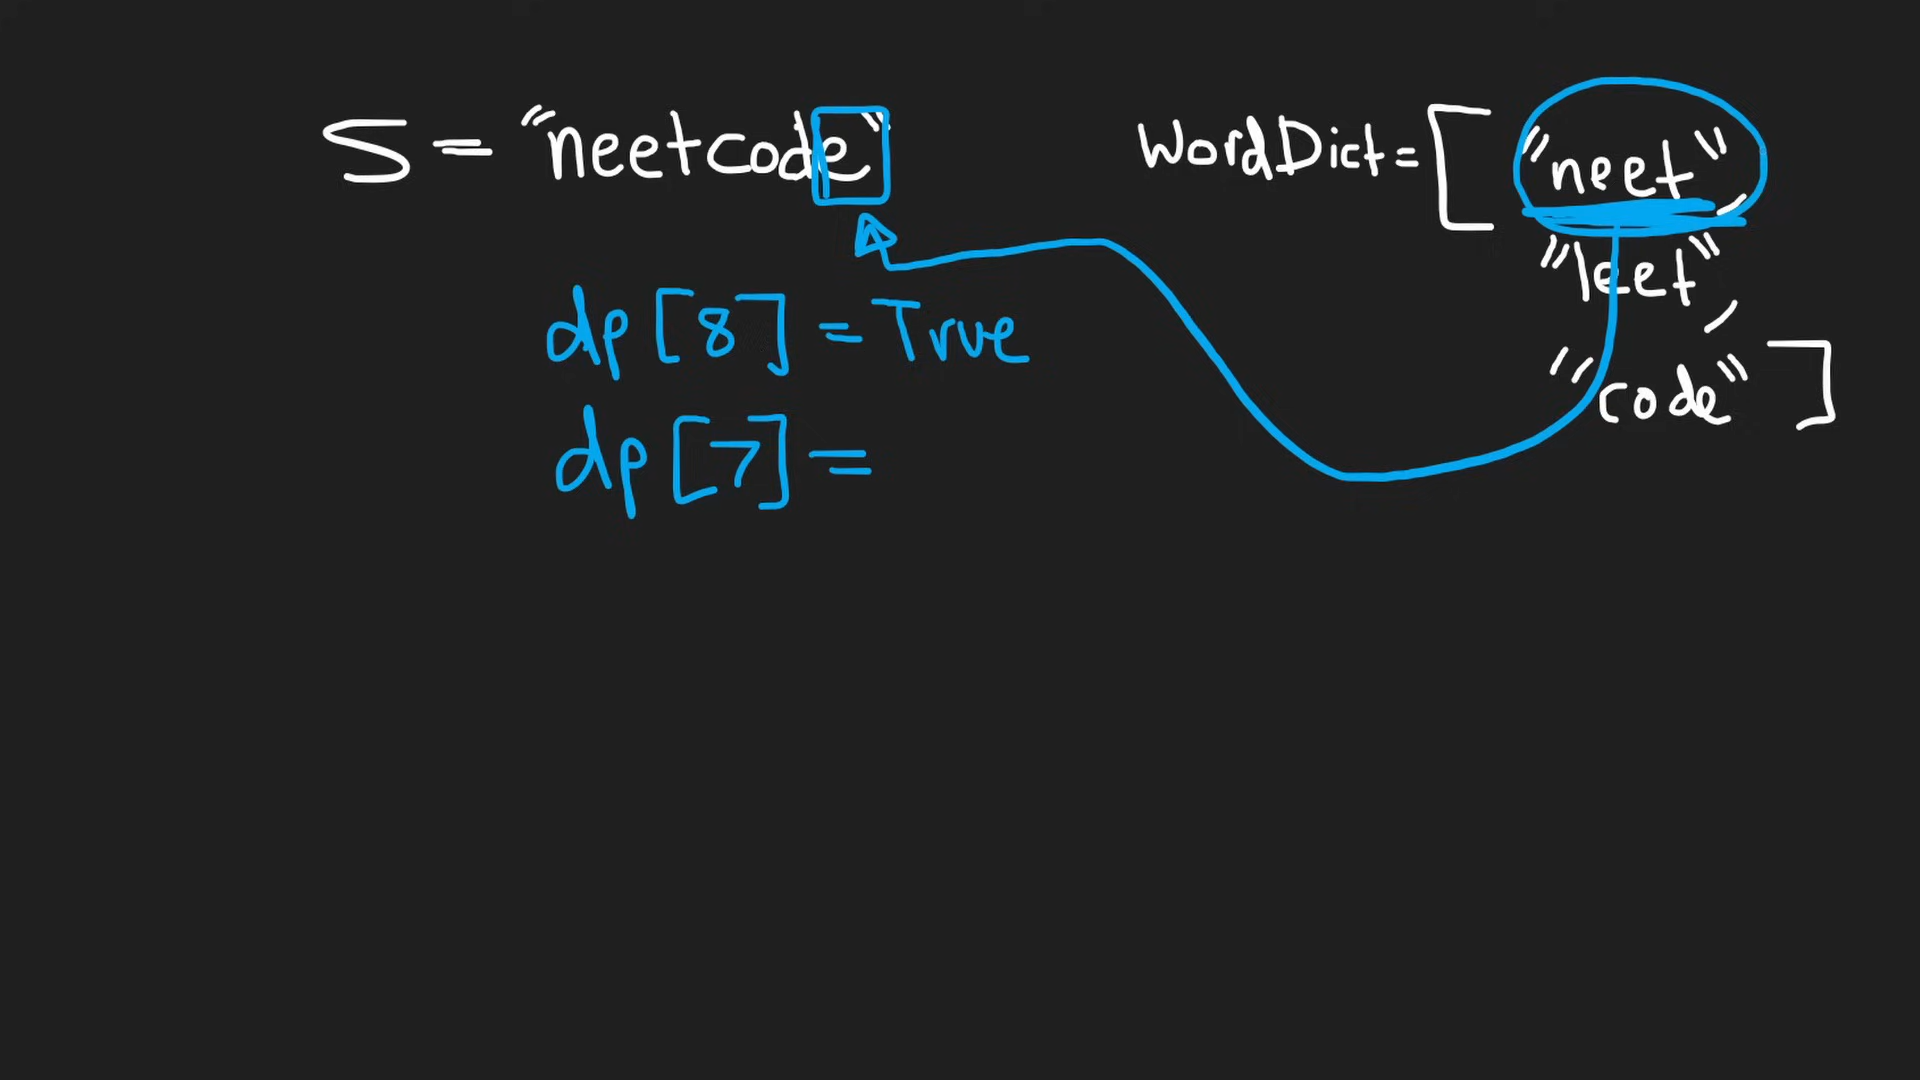 S = "neetcode"
WordDict = [ "neet",
"leet",
"code" ]
dp[8] = True
dp[7] =